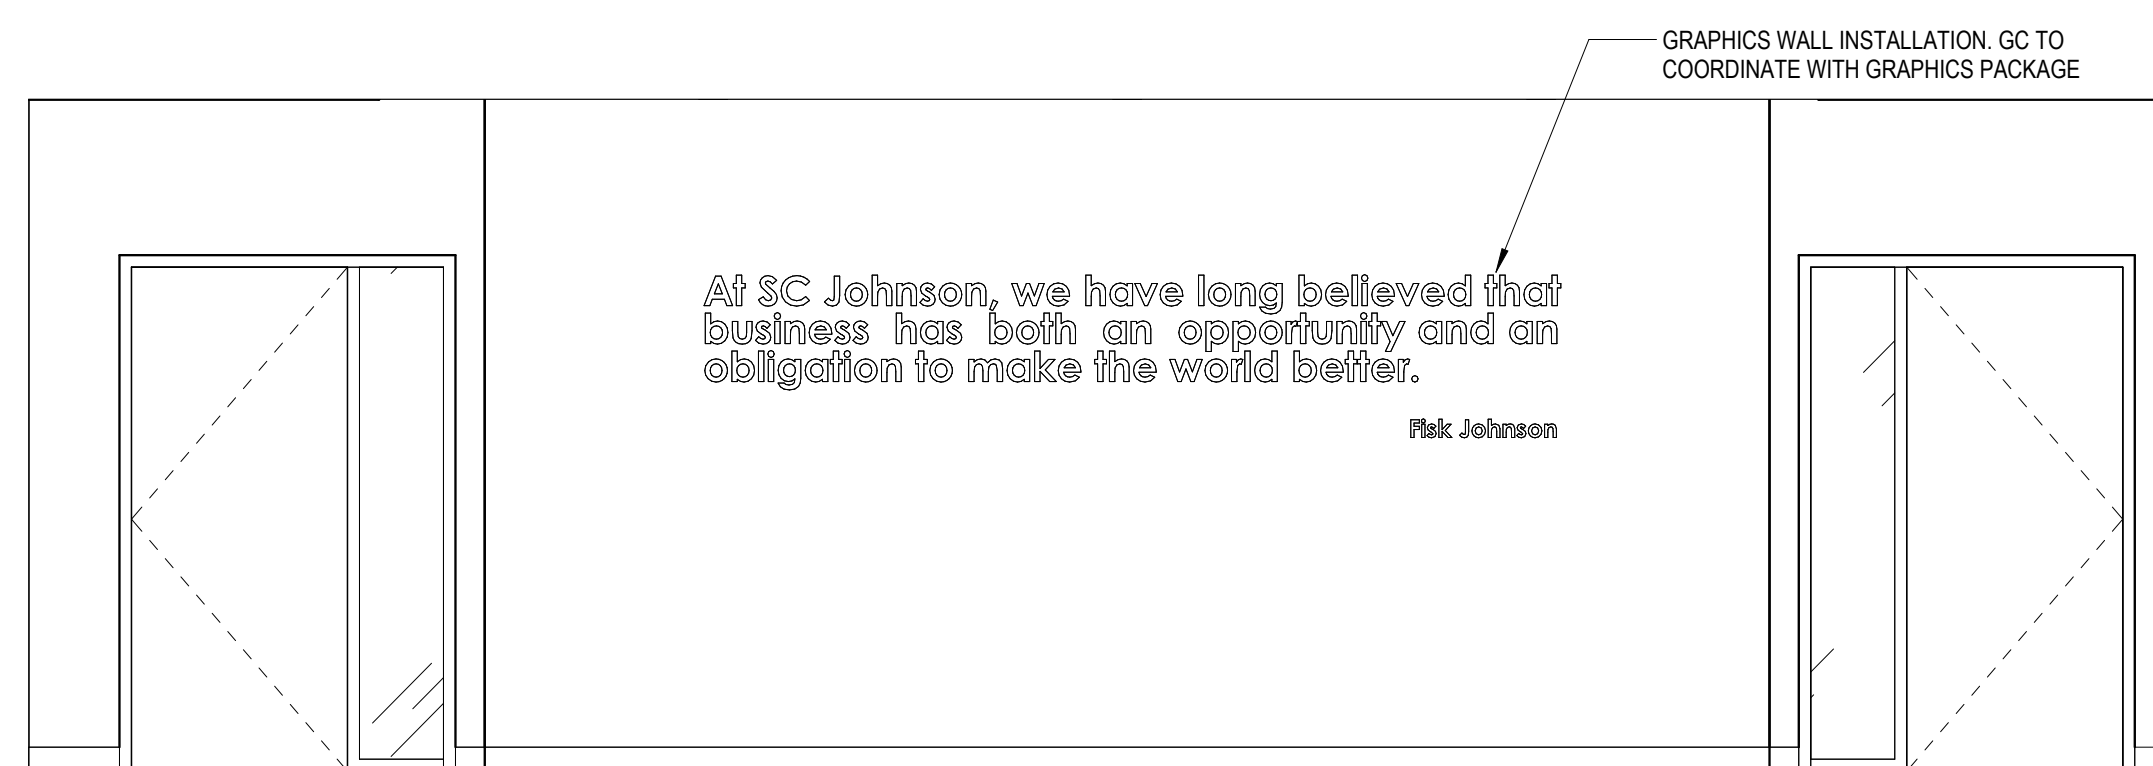 GRAPHICS WALL INSTALLATION. GC TO
COORDINATE WITH GRAPHICS PACKAGE
At SC Johnson, we have long believed that
business has both an opportunity and an
obligation to make the world better.
Fisk Johnson